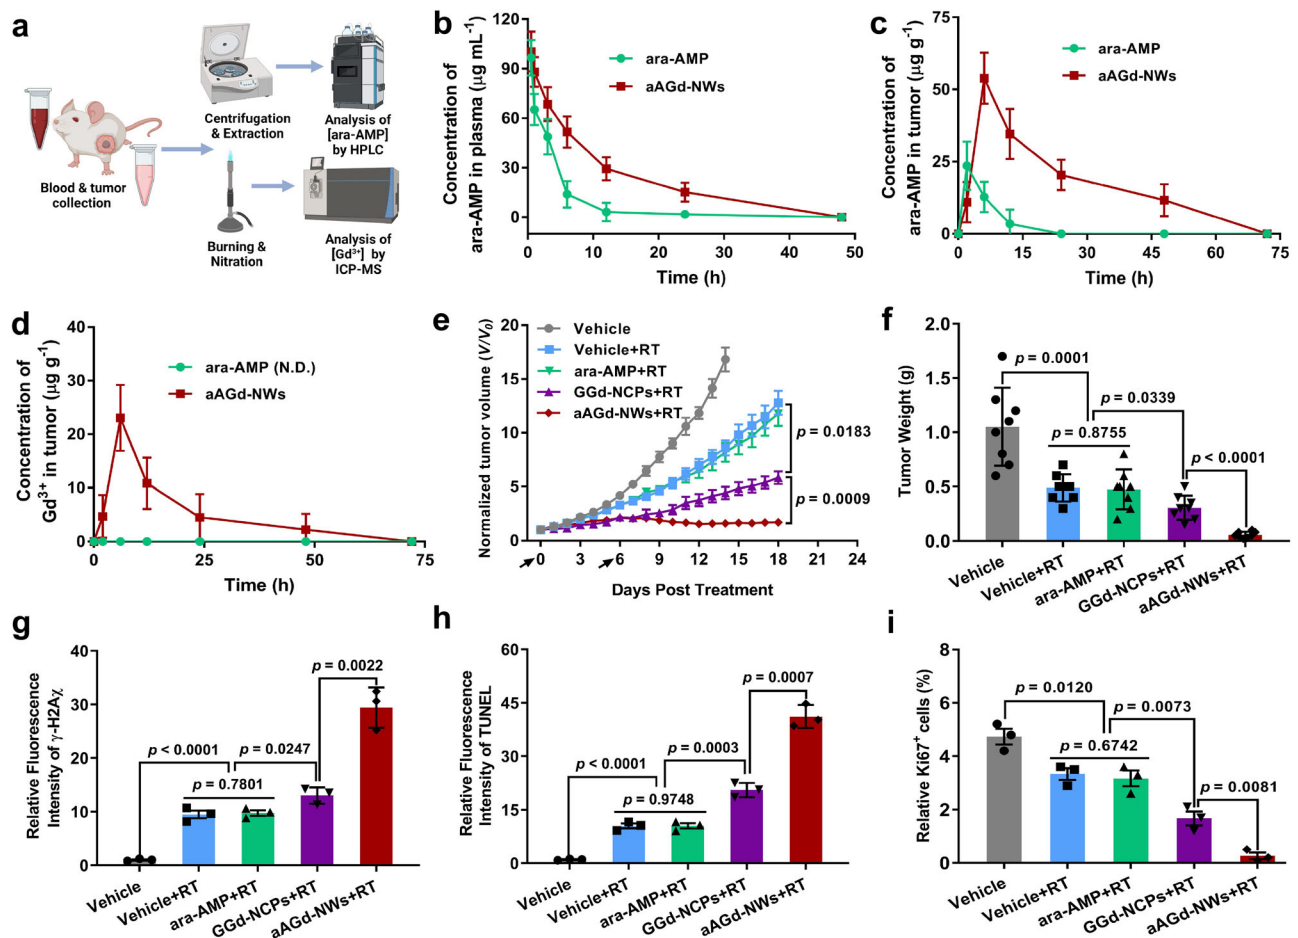 a
Centrifugation
& Extraction
Analysis of
[ara-AMP]
by HPLC
Blood & tumor
collection
Burning &
Nitration
Analysis of
[Gd³⁺] by
ICP-MS
b
Concentration of
ara-AMP in plasma (μg mL⁻¹)
120
90
60
30
0
ara-AMP
aAGd-NWs
0 10 20 30 40 50
Time (h)
c
Concentration of
ara-AMP in tumor (μg g⁻¹)
75
50
25
0
ara-AMP
aAGd-NWs
0 15 30 45 60 75
Time (h)
d
Concentration of
Gd³⁺ in tumor (μg g⁻¹)
40
30
20
10
0
ara-AMP (N.D.)
aAGd-NWs
0 25 50 75
Time (h)
e
Normalized tumor volume (V/V₀)
20
15
10
5
0
Vehicle
Vehicle+RT
ara-AMP+RT
GGd-NCPs+RT
aAGd-NWs+RT
p = 0.0183
p = 0.0009
0 3 6 9 12 15 18 21 24
Days Post Treatment
f
Tumor Weight (g)
2.0
1.5
1.0
0.5
0.0
p = 0.0001
p = 0.0339
p = 0.8755
p < 0.0001
Vehicle
Vehicle+RT
ara-AMP+RT
GGd-NCPs+RT
aAGd-NWs+RT
g
Relative Fluorescence
Intensity of γ-H2Aχ
40
30
20
10
0
p = 0.0022
p < 0.0001
p = 0.0247
p = 0.7801
Vehicle
Vehicle+RT
ara-AMP+RT
GGd-NCPs+RT
aAGd-NWs+RT
h
Relative Fluorescence
Intensity of TUNEL
60
45
30
15
0
p = 0.0007
p = 0.0003
p < 0.0001
p = 0.9748
Vehicle
Vehicle+RT
ara-AMP+RT
GGd-NCPs+RT
aAGd-NWs+RT
i
Relative Ki67⁺ cells (%)
8
6
4
2
0
p = 0.0120
p = 0.0073
p = 0.6742
p = 0.0081
Vehicle
Vehicle+RT
ara-AMP+RT
GGd-NCPs+RT
aAGd-NWs+RT